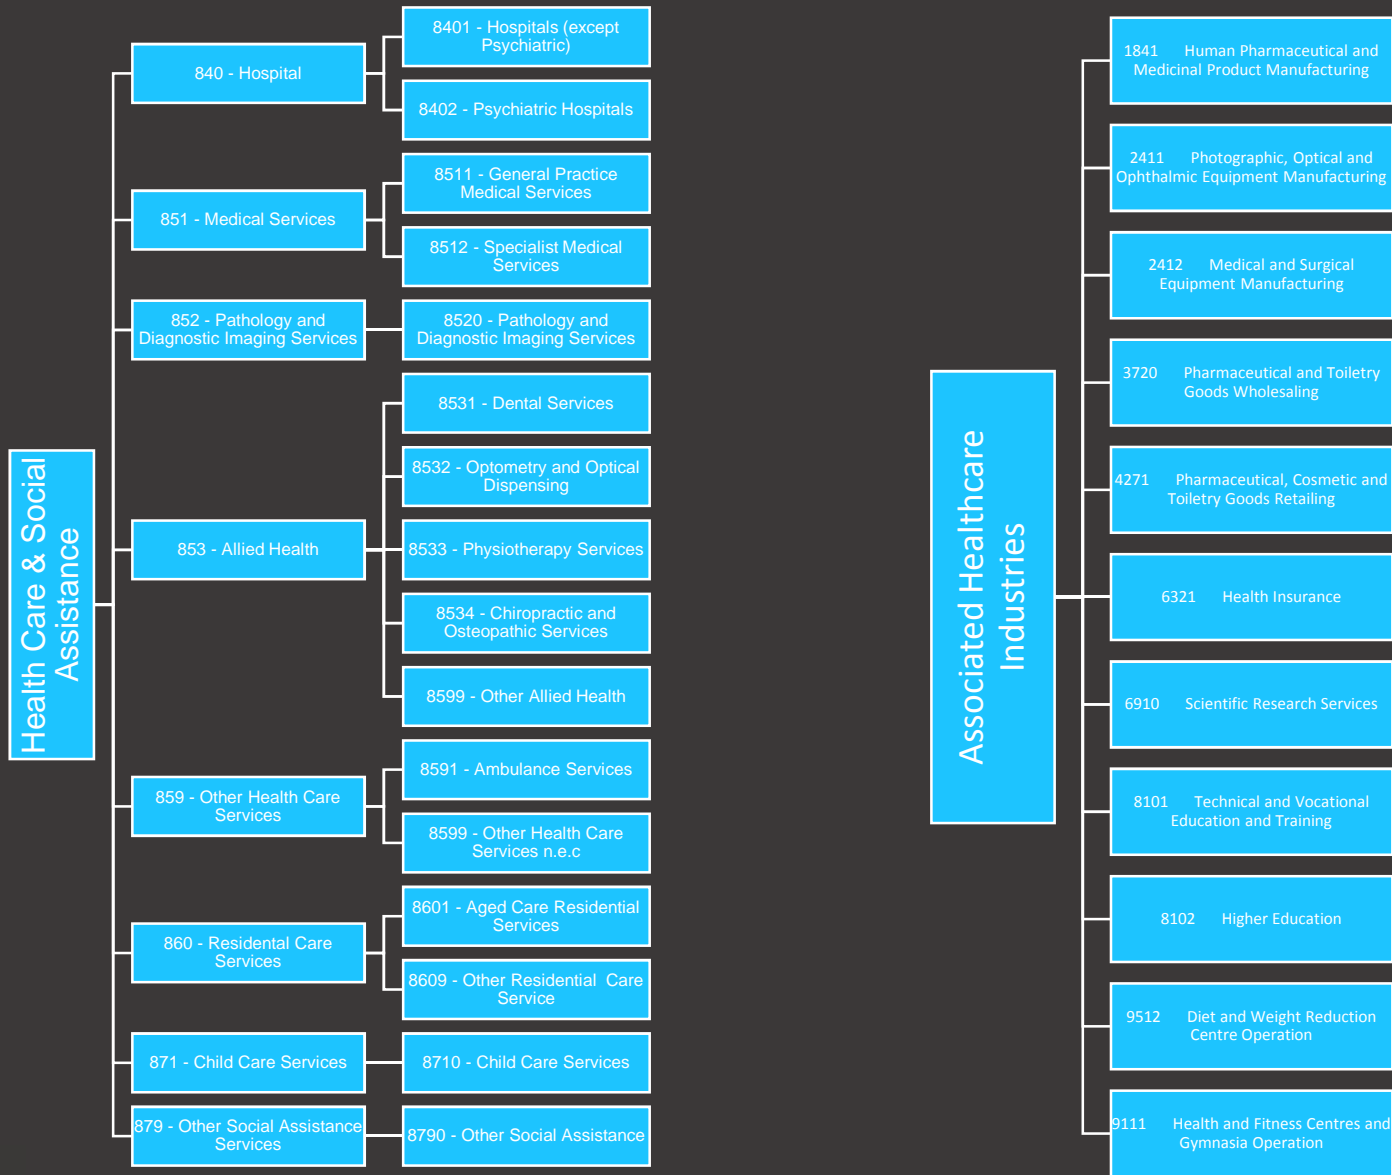 Health Care & Social
Assistance
840 - Hospital
8401 - Hospitals (except
Psychiatric)
8402 - Psychiatric Hospitals
851 - Medical Services
8511 - General Practice
Medical Services
8512 - Specialist Medical
Services
852 - Pathology and
Diagnostic Imaging Services
8520 - Pathology and
Diagnostic Imaging Services
853 - Allied Health
8531 - Dental Services
8532 - Optometry and Optical
Dispensing
8533 - Physiotherapy Services
8534 - Chiropractic and
Osteopathic Services
8599 - Other Allied Health
859 - Other Health Care
Services
8591 - Ambulance Services
8599 - Other Health Care
Services n.e.c
860 - Residental Care
Services
8601 - Aged Care Residential
Services
8609 - Other Residential Care
Service
871 - Child Care Services
8710 - Child Care Services
879 - Other Social Assistance
Services
8790 - Other Social Assistance
Associated Healthcare
Industries
1841 Human Pharmaceutical and
Medicinal Product Manufacturing
2411 Photographic, Optical and
Ophthalmic Equipment Manufacturing
2412 Medical and Surgical
Equipment Manufacturing
3720 Pharmaceutical and Toiletry
Goods Wholesaling
4271 Pharmaceutical, Cosmetic and
Toiletry Goods Retailing
6321 Health Insurance
6910 Scientific Research Services
8101 Technical and Vocational
Education and Training
8102 Higher Education
9512 Diet and Weight Reduction
Centre Operation
9111 Health and Fitness Centres and
Gymnasia Operation